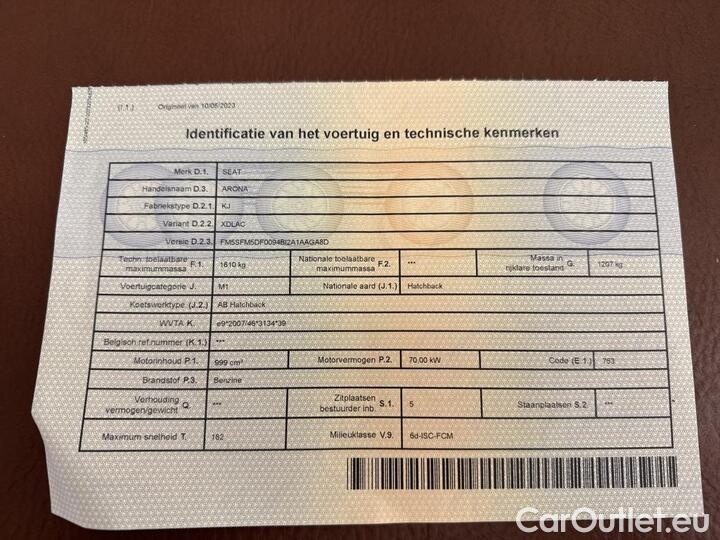 (I.1.) Origineel van 10/05/2023
Identificatie van het voertuig en technische kenmerken
Merk D.1. SEAT
Handelsnaam D.3. ARONA
Fabriekstype D.2.1. KJ
Variant D.2.2. XDLAC
Versie D.2.3. FM5SFM5DF0094BI2A1AAGA8D
Techn. toelaatbare maximummassa F.1. 1610 kg Nationale toelaatbare maximummassa F.2. *** Massa in rijklare toestand G. 1207 kg
Voertuigcategorie J. M1 Nationale aard (J.1.) Hatchback
Koetswerktype (J.2.) AB Hatchback
WVTA K. e9*2007/46*3134*39
Belgisch ref.nummer (K.1.) ***
Motorinhoud P.1. 999 cm³ Motorvermogen P.2. 70,00 kW Code (E.1.) 753
Brandstof P.3. Benzine
Verhouding vermogen/gewicht Q. *** Zitplaatsen bestuurder inb. S.1. 5 Staanplaatsen S.2. ***
Maximum snelheid T. 182 Milieuklasse V.9. 6d-ISC-FCM
CarOutlet.eu